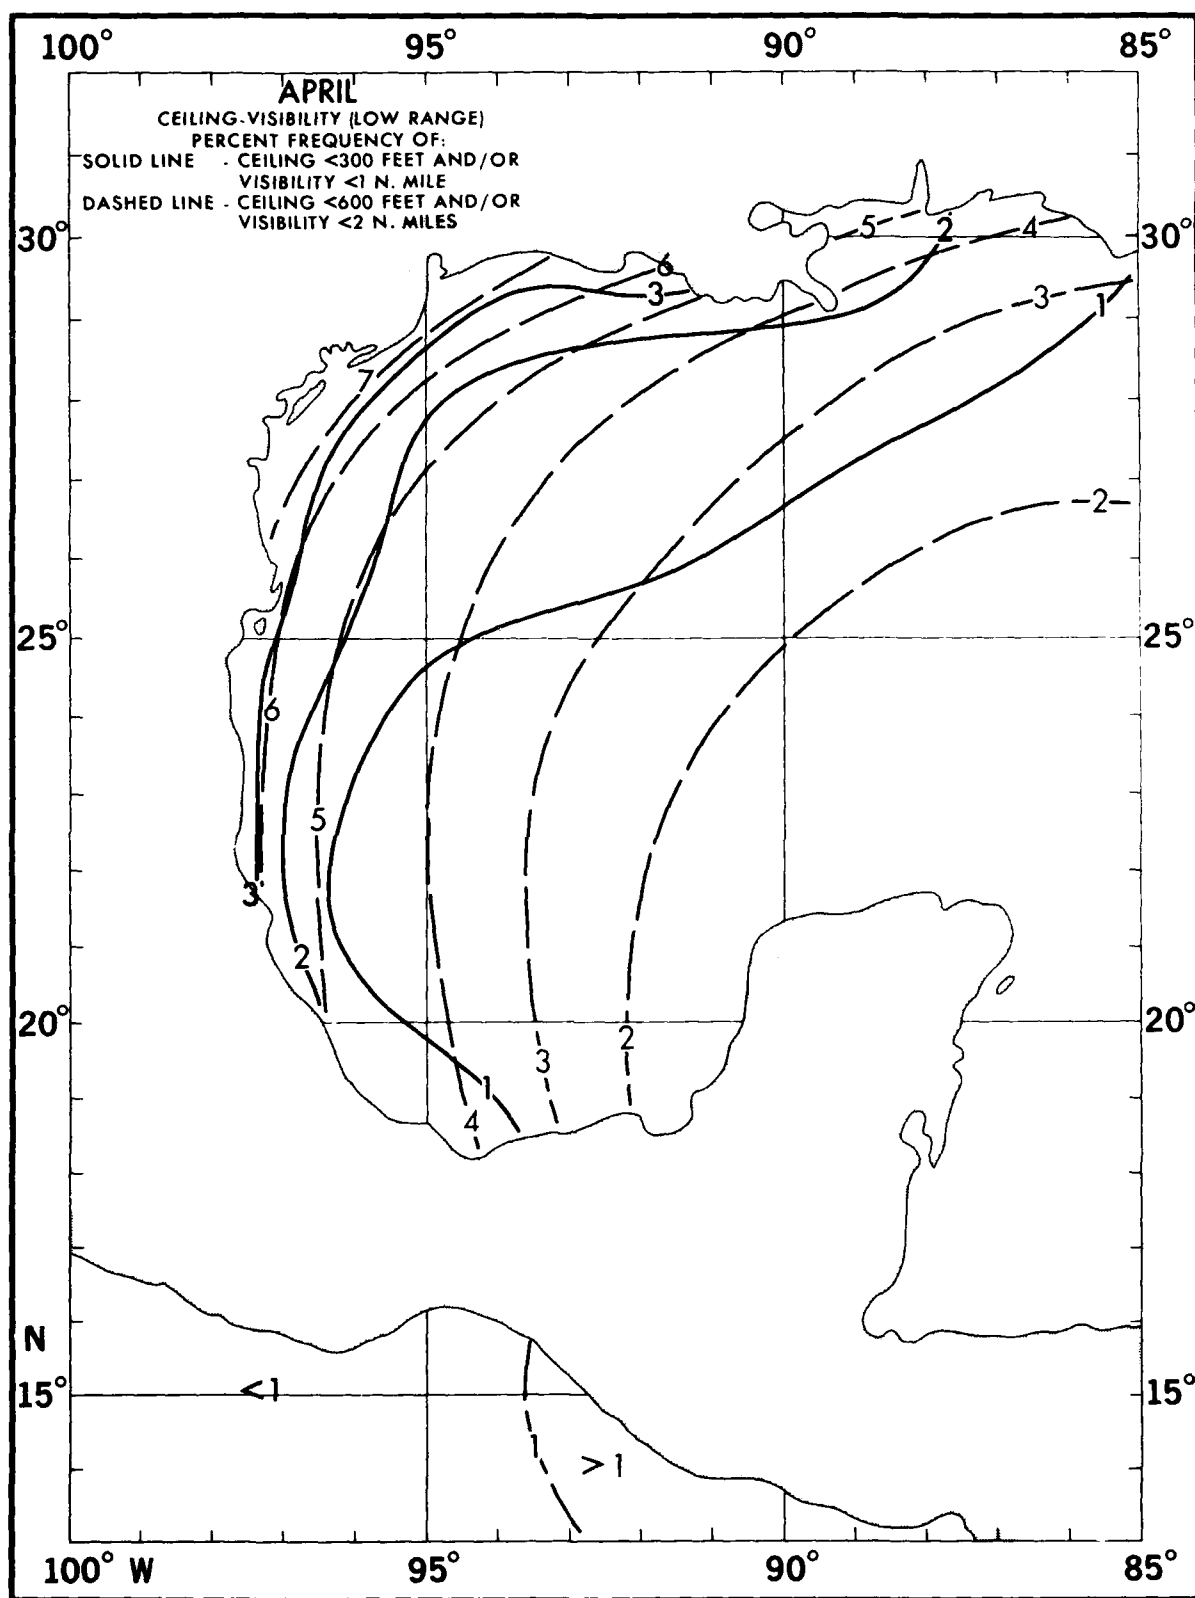 100° 95° 90° 85°
APRIL
CEILING-VISIBILITY (LOW RANGE)
PERCENT FREQUENCY OF:
SOLID LINE - CEILING <300 FEET AND/OR
VISIBILITY <1 N. MILE
DASHED LINE - CEILING <600 FEET AND/OR
VISIBILITY <2 N. MILES
30° 5 2 4 30°
6
3 3 1
7
2
25° 25°
6
5
3
2
20° 20°
2
3
1
4
N
15° <1 15°
1 >1
100° W 95° 90° 85°